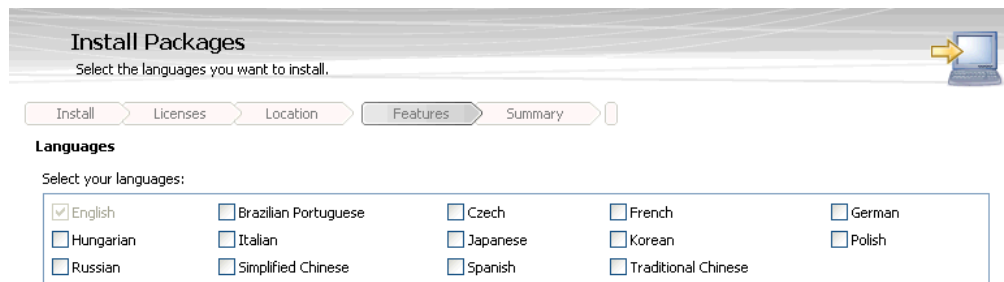 Install Packages
Select the languages you want to install.
Install Licenses Location Features Summary
Languages
Select your languages:
English Brazilian Portuguese Czech French German
Hungarian Italian Japanese Korean Polish
Russian Simplified Chinese Spanish Traditional Chinese